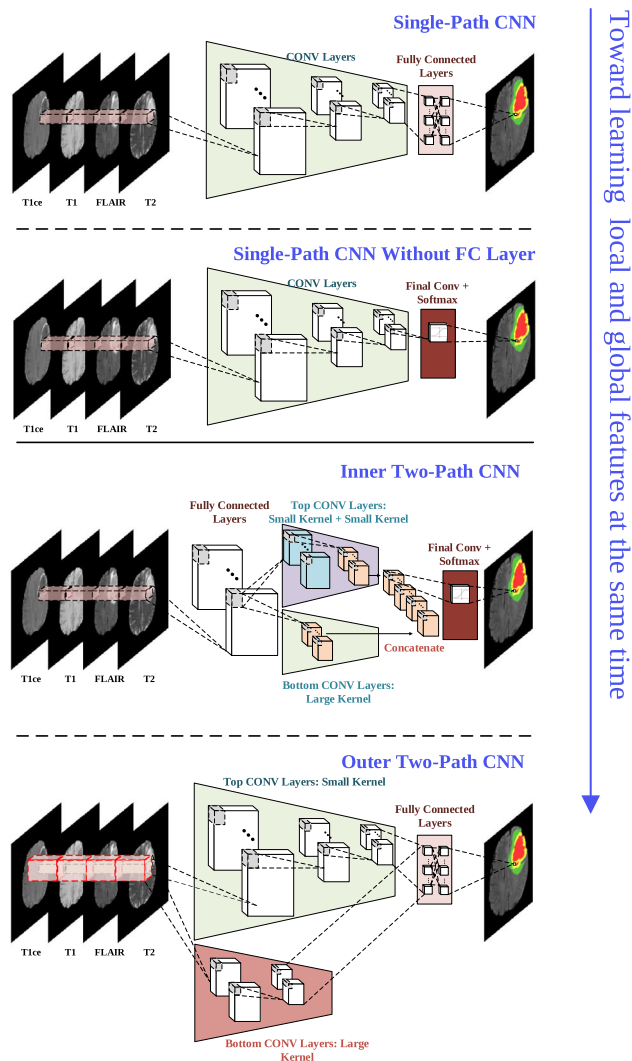 Single-Path CNN
CONV Layers
Fully Connected
Layers
T1ce
T1
FLAIR
T2
Single-Path CNN Without FC Layer
CONV Layers
Final Conv +
Softmax
T1ce
T1
FLAIR
T2
Inner Two-Path CNN
Fully Connected
Layers
Top CONV Layers:
Small Kernel + Small Kernel
Final Conv +
Softmax
Concatenate
Bottom CONV Layers:
Large Kernel
T1ce
T1
FLAIR
T2
Outer Two-Path CNN
Top CONV Layers: Small Kernel
Fully Connected
Layers
T1ce
T1
FLAIR
T2
Bottom CONV Layers: Large
Kernel
Toward learning local and global features at the same time